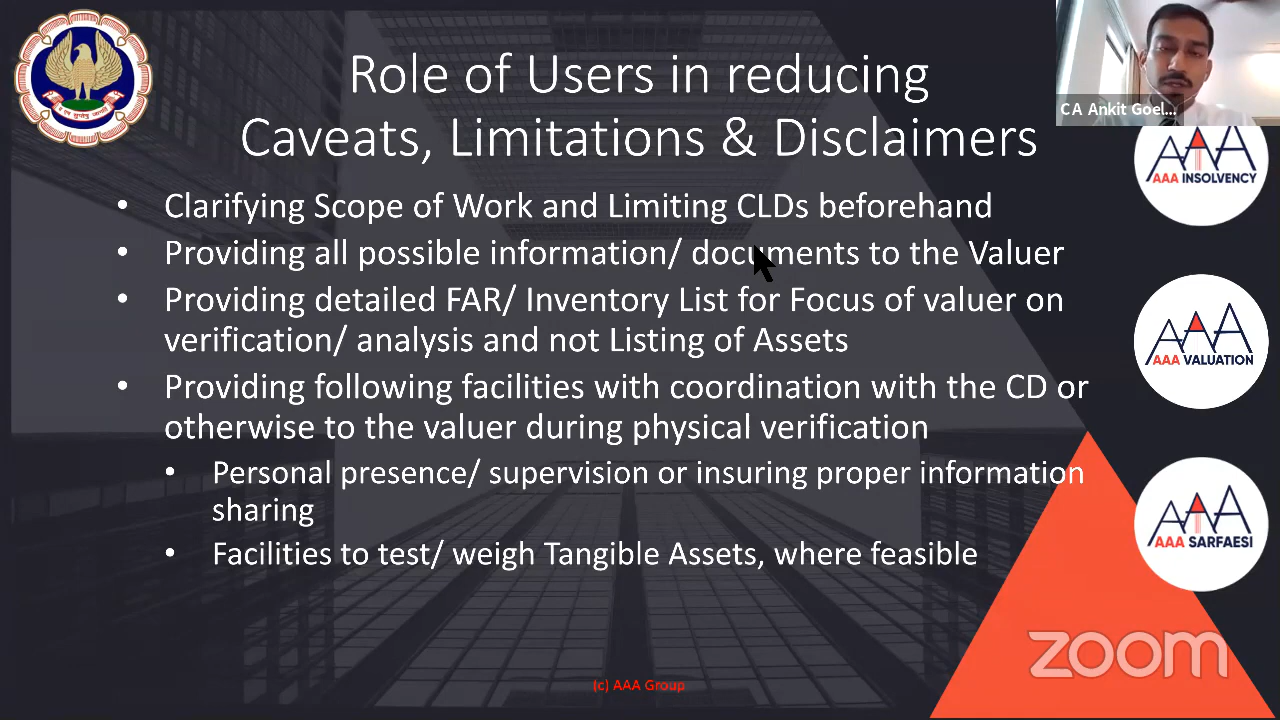 Role of Users in reducing
Caveats, Limitations & Disclaimers
CA Ankit Goel...
• Clarifying Scope of Work and Limiting CLDs beforehand
• Providing all possible information/ documents to the Valuer
• Providing detailed FAR/ Inventory List for Focus of valuer on
verification/ analysis and not Listing of Assets
• Providing following facilities with coordination with the CD or
otherwise to the valuer during physical verification
• Personal presence/ supervision or insuring proper information
sharing
• Facilities to test/ weigh Tangible Assets, where feasible
AAA
AAA INSOLVENCY
AAA
AAA VALUATION
AAA
AAA SARFAESI
zoom
(c) AAA Group